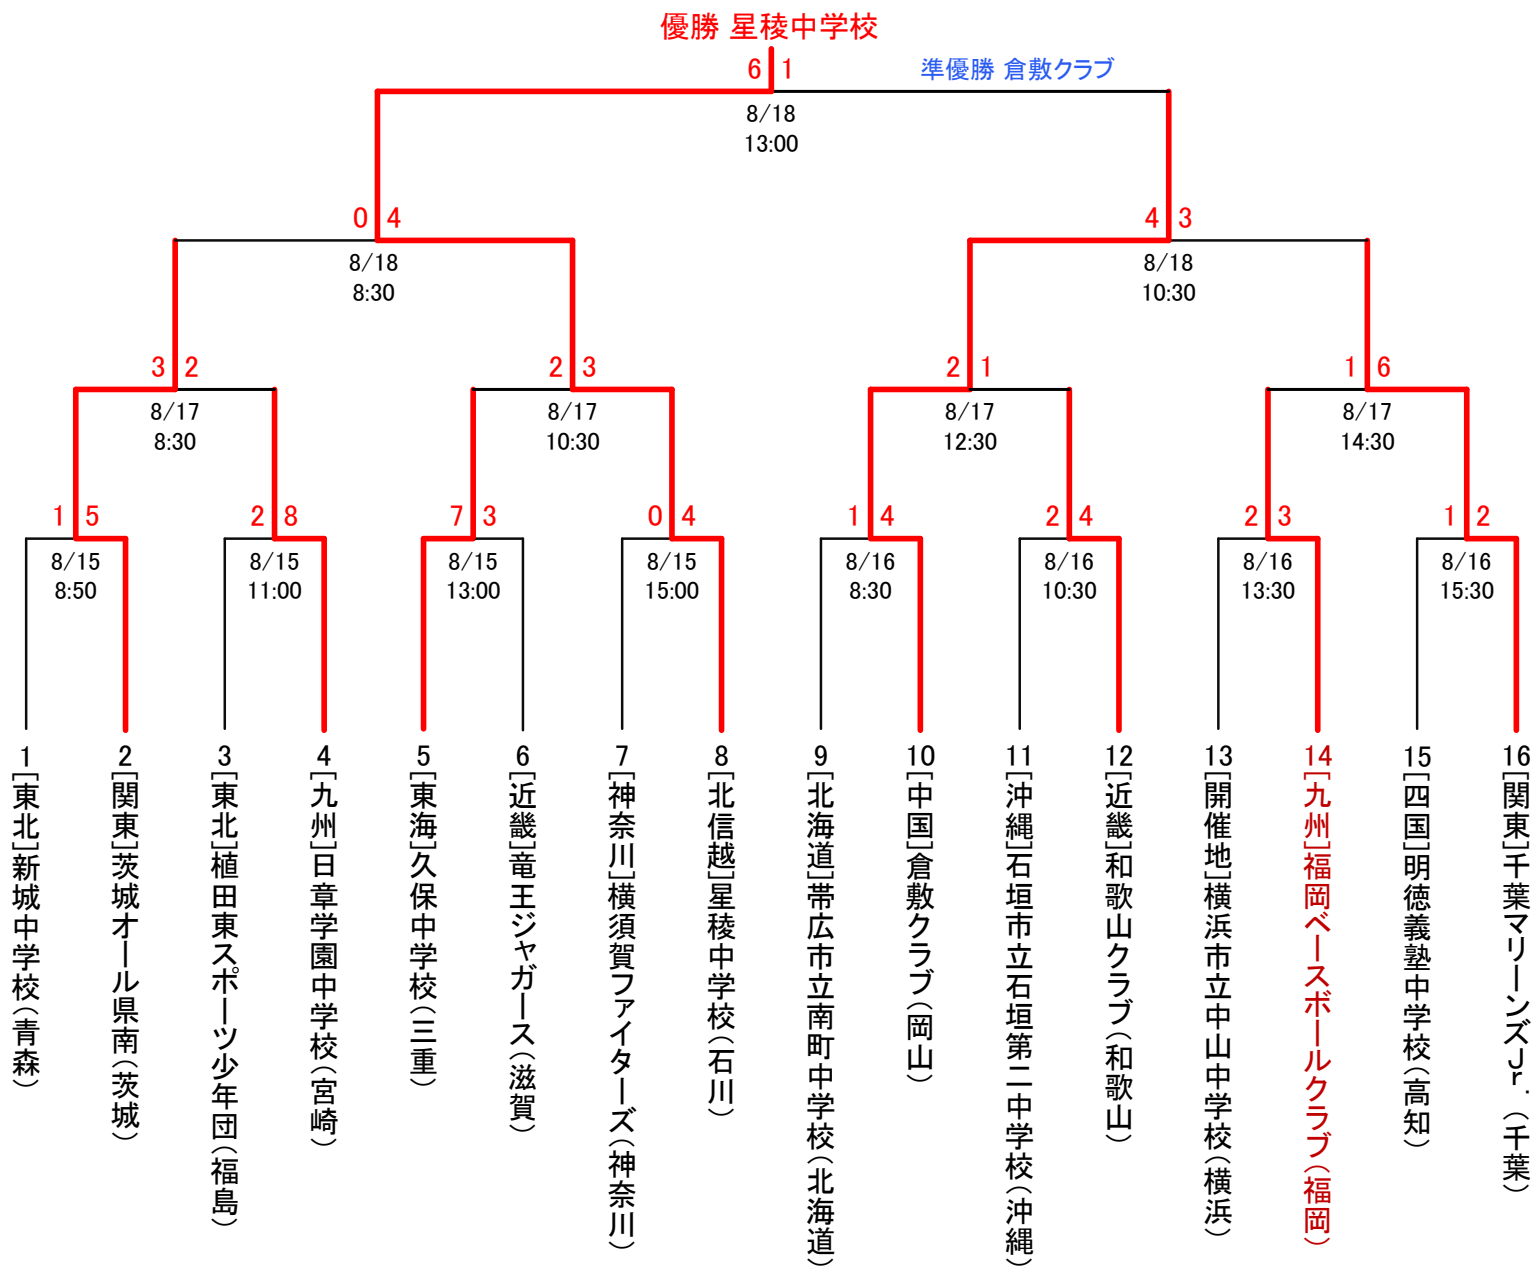 優勝 星稜中学校
6 1
準優勝 倉敷クラブ
8/18
13:00
0 4
8/18
8:30
4 3
8/18
10:30
3 2
8/17
8:30
2 3
8/17
10:30
2 1
8/17
12:30
1 6
8/17
14:30
1 5
8/15
8:50
2 8
8/15
11:00
7 3
8/15
13:00
0 4
8/15
15:00
1 4
8/16
8:30
2 4
8/16
10:30
2 3
8/16
13:30
1 2
8/16
15:30
1 [東北]新城中学校(青森)
2 [関東]茨城オール県南(茨城)
3 [東北]植田東スポーツ少年団(福島)
4 [九州]日章学園中学校(宮崎)
5 [東海]久保中学校(三重)
6 [近畿]竜王ジャガース(滋賀)
7 [神奈川]横須賀ファイターズ(神奈川)
8 [北信越]星稜中学校(石川)
9 [北海道]帯広市立南町中学校(北海道)
10 [中国]倉敷クラブ(岡山)
11 [沖縄]石垣市立石垣第二中学校(沖縄)
12 [近畿]和歌山クラブ(和歌山)
13 [開催地]横浜市立中山中学校(横浜)
14 [九州]福岡ベースボールクラブ(福岡)
15 [四国]明徳義塾中学校(高知)
16 [関東]千葉マリーンズJr.(千葉)